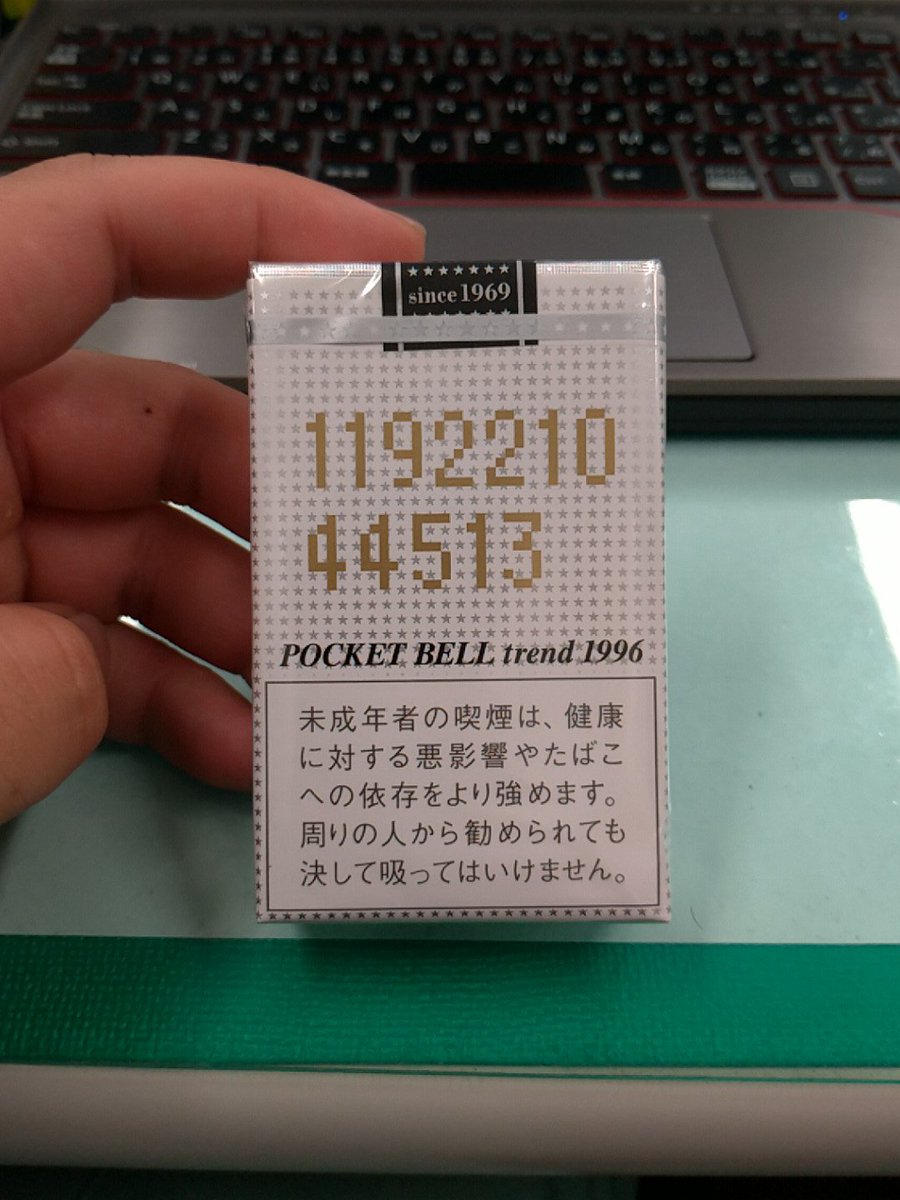 since 1969
1192210
44513
POCKET BELL trend 1996
未成年者の喫煙は、健康
に対する悪影響やたばこ
への依存をより強めます。
周りの人から勧められても
決して吸ってはいけません。